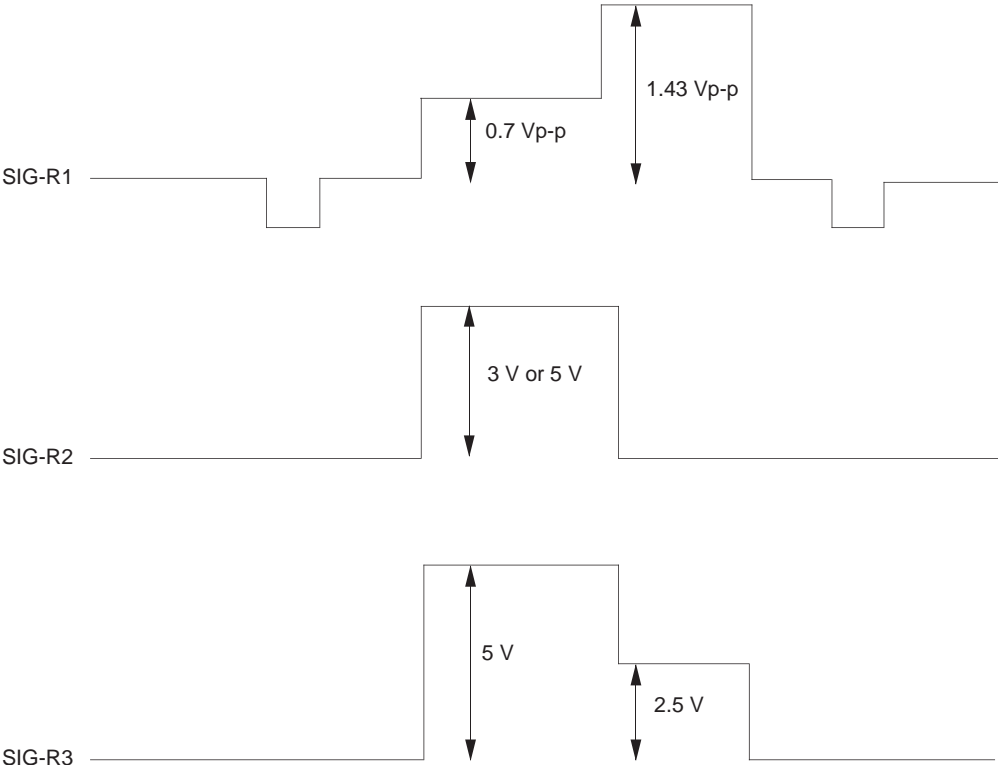 1.43 Vp-p
0.7 Vp-p
SIG-R1
3 V or 5 V
SIG-R2
5 V
2.5 V
SIG-R3